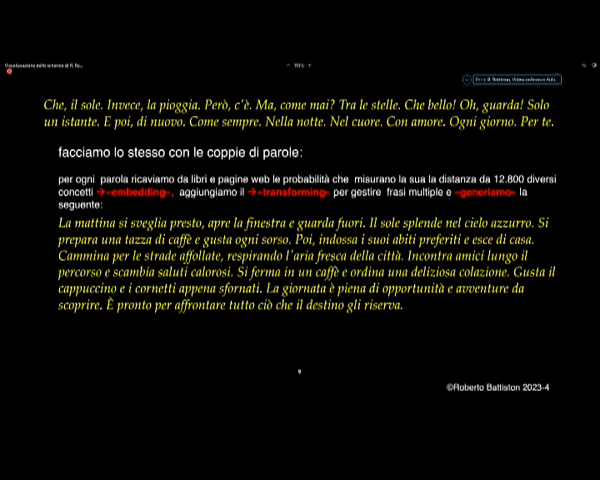 Che, il sole. Invece, la pioggia. Però, c'è. Ma, come mai? Tra le stelle. Che bello! Oh, guarda! Solo
un istante. E poi, di nuovo. Come sempre. Nella notte. Nel cuore. Con amore. Ogni giorno. Per te.
facciamo lo stesso con le coppie di parole:
per ogni parola ricaviamo da libri e pagine web le probabilità che misurano la sua la distanza da 12.800 diversi
concetti →«embedding», aggiungiamo il →«transforming» per gestire frasi multiple e «generiamo» la
seguente:
La mattina si sveglia presto, apre la finestra e guarda fuori. Il sole splende nel cielo azzurro. Si
prepara una tazza di caffè e gusta ogni sorso. Poi, indossa i suoi abiti preferiti e esce di casa.
Cammina per le strade affollate, respirando l'aria fresca della città. Incontra amici lungo il
percorso e scambia saluti calorosi. Si ferma in un caffè e ordina una deliziosa colazione. Gusta il
cappuccino e i cornetti appena sfornati. La giornata è piena di opportunità e avventure da
scoprire. È pronto per affrontare tutto ciò che il destino gli riserva.
9
©Roberto Battiston 2023-4